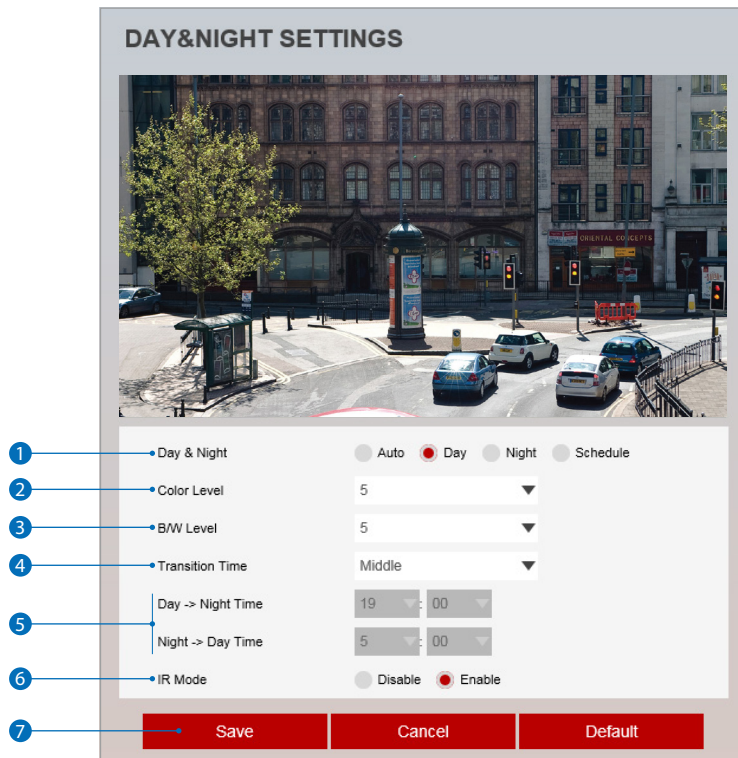 DAY&NIGHT SETTINGS
ORIENTAL CONCEPTS
1 Day & Night Auto Day Night Schedule
2 Color Level 5
3 B/W Level 5
4 Transition Time Middle
Day -> Night Time 19 : 00
5
Night -> Day Time 5 : 00
6 IR Mode Disable Enable
7 Save Cancel Default